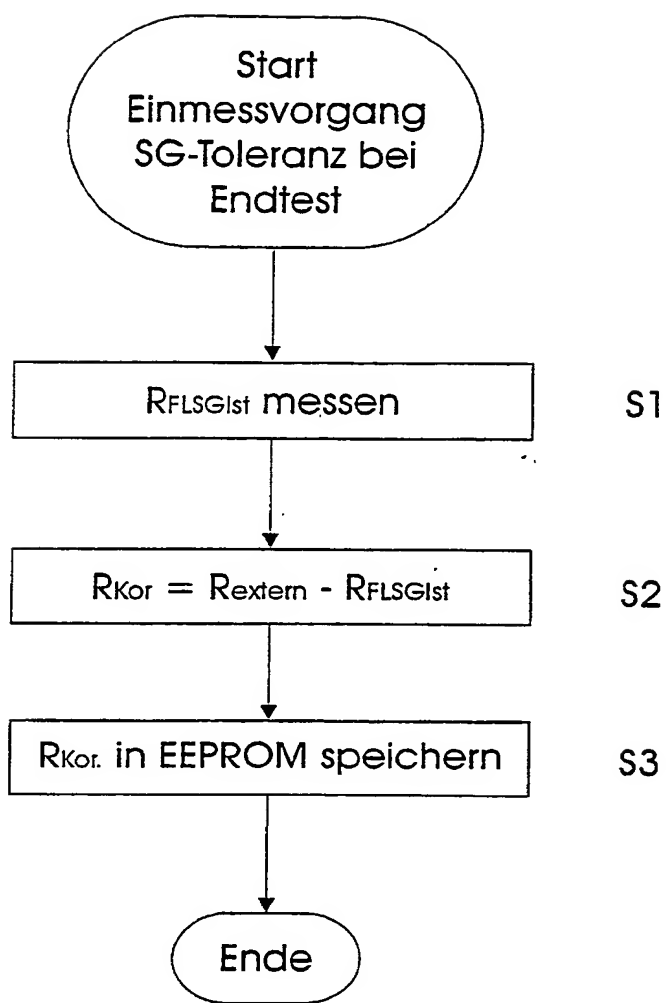 Start
Einmessvorgang
SG-Toleranz bei
Endtest
RFLSGIst messen
S1
RKor = Rextern - RFLSGIst
S2
RKor. in EEPROM speichern
S3
Ende